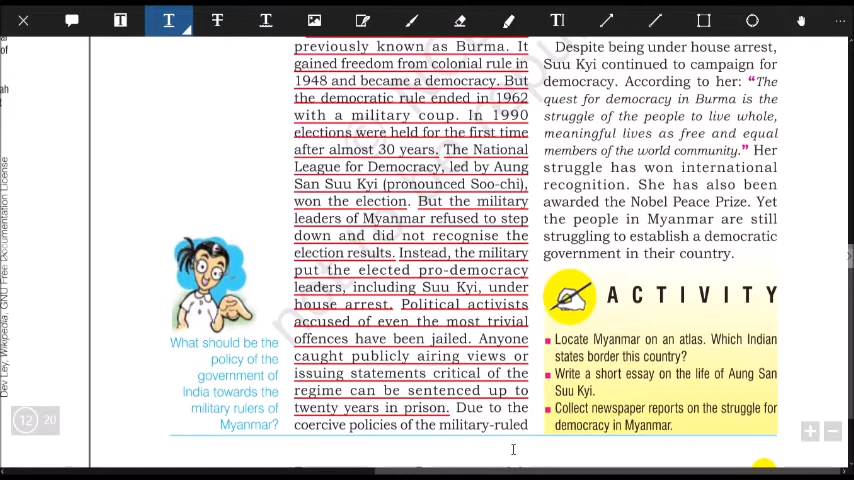 previously known as Burma. It
gained freedom from colonial rule in
1948 and became a democracy. But
the democratic rule ended in 1962
with a military coup. In 1990
elections were held for the first time
after almost 30 years. The National
League for Democracy, led by Aung
San Suu Kyi (pronounced Soo-chi),
won the election. But the military
leaders of Myanmar refused to step
down and did not recognise the
election results. Instead, the military
put the elected pro-democracy
leaders, including Suu Kyi, under
house arrest. Political activists
accused of even the most trivial
offences have been jailed. Anyone
caught publicly airing views or
issuing statements critical of the
regime can be sentenced up to
twenty years in prison. Due to the
coercive policies of the military-ruled
Despite being under house arrest,
Suu Kyi continued to campaign for
democracy. According to her: “The
quest for democracy in Burma is the
struggle of the people to live whole,
meaningful lives as free and equal
members of the world community.” Her
struggle has won international
recognition. She has also been
awarded the Nobel Peace Prize. Yet
the people in Myanmar are still
struggling to establish a democratic
government in their country.
ACTIVITY
Locate Myanmar on an atlas. Which Indian
states border this country?
Write a short essay on the life of Aung San
Suu Kyi.
Collect newspaper reports on the struggle for
democracy in Myanmar.
What should be the
policy of the
government of
India towards the
military rulers of
Myanmar?
Dev Ley, Wikipedia, GNU Free Documentation License
of
ah
t
12 20